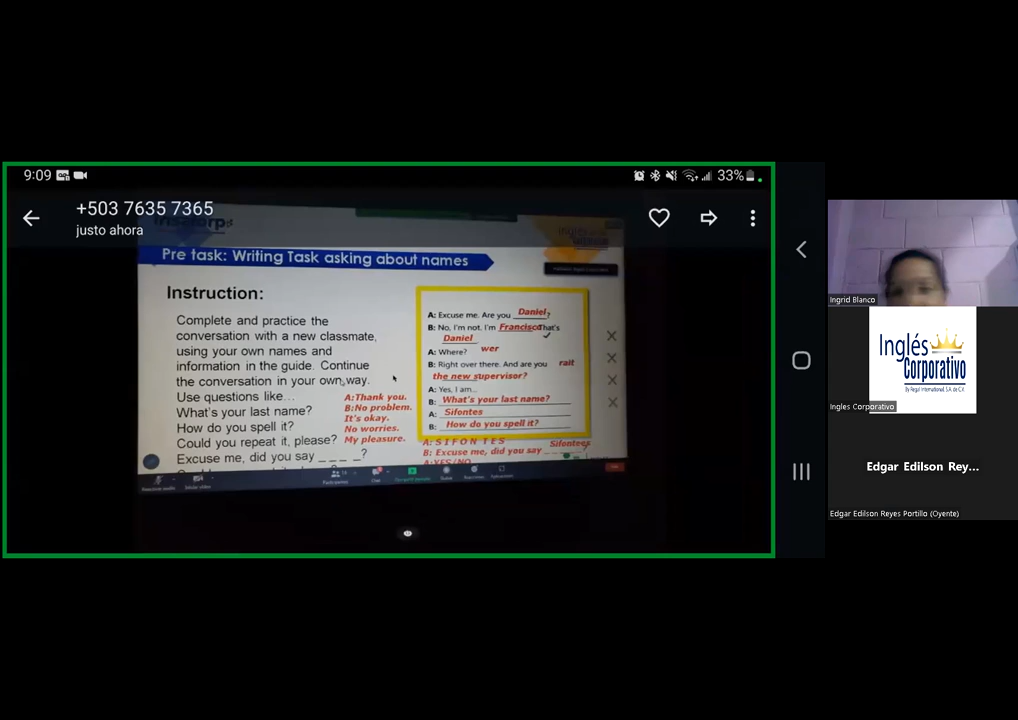 9:09
33%
+503 7635 7365
justo ahora
Pre task: Writing Task asking about names
Instruction:
Complete and practice the
conversation with a new classmate,
using your own names and
information in the guide. Continue
the conversation in your own way.
Use questions like...
What's your last name?
How do you spell it?
Could you repeat it, please?
Excuse me, did you say _ _ _ _?
A:Thank you.
B:No problem.
It's okay.
No worries.
My pleasure.
A: Excuse me. Are you Daniel?
B: No, I'm not. I'm Francisco That's
Daniel
A: Where? wer
B: Right over there. And are you rait
the new supervisor?
A: Yes, I am...
B: What's your last name?
A: Sifontes
B: How do you spell it?
A: S I F O N T E S
B: Excuse me, did you say Sifontes
A:YES/NO
Ingrid Blanco
Inglés
Corporativo
By Regal International, S.A. de C.V.
Ingles Corporativo
Edgar Edilson Rey...
Edgar Edilson Reyes Portillo (Oyente)